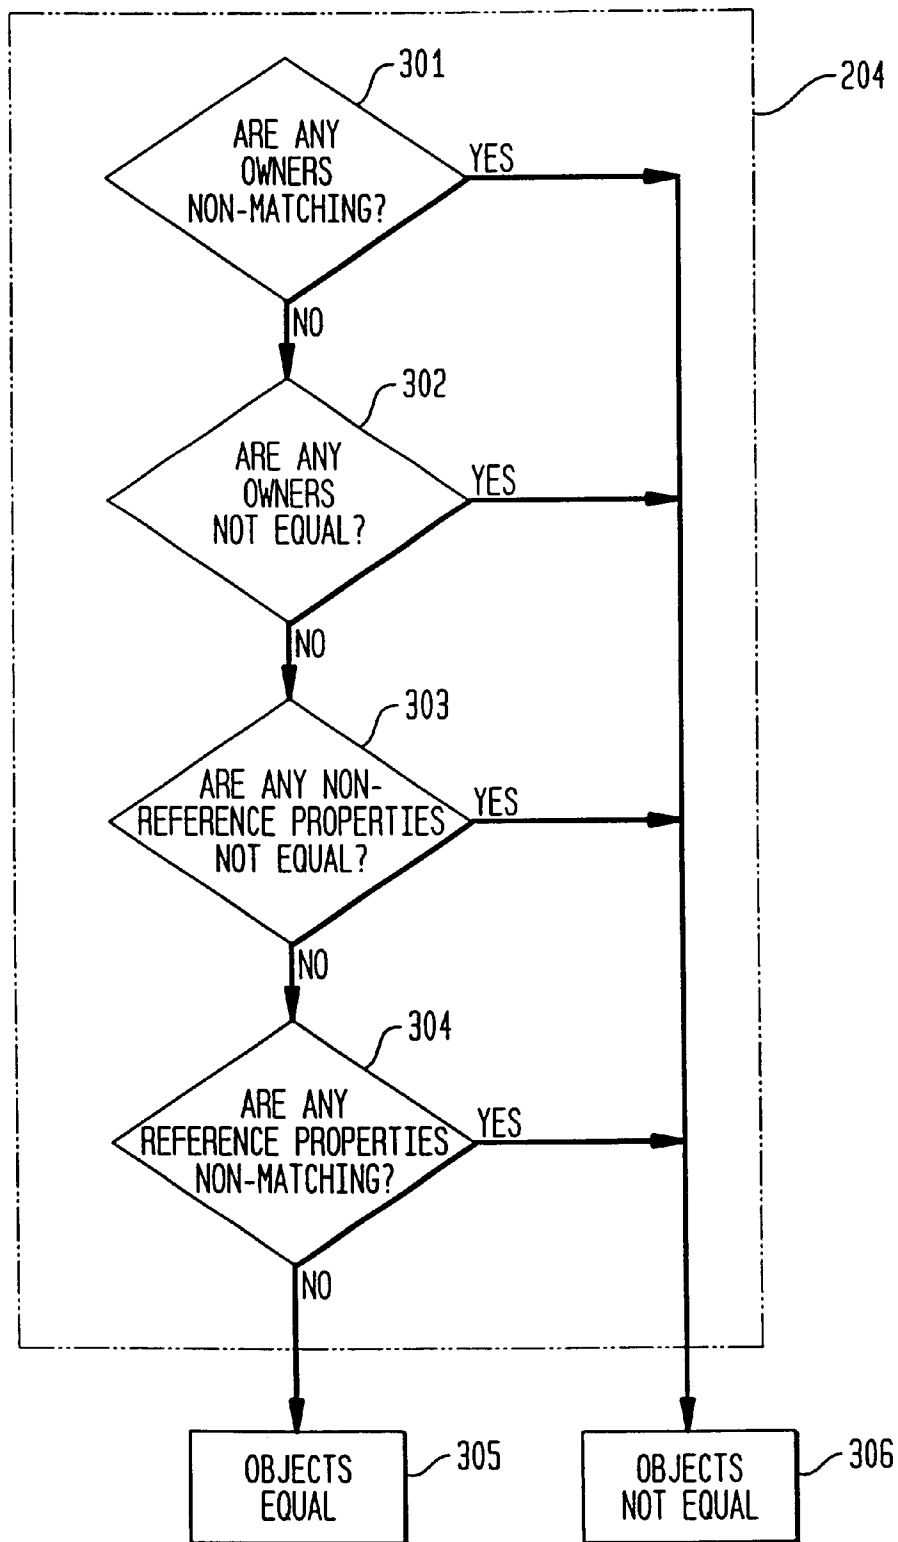 301
204
ARE ANY
OWNERS
NON-MATCHING?
YES
NO
302
ARE ANY
OWNERS
NOT EQUAL?
YES
NO
303
ARE ANY NON-
REFERENCE PROPERTIES
NOT EQUAL?
YES
NO
304
ARE ANY
REFERENCE PROPERTIES
NON-MATCHING?
YES
NO
OBJECTS
EQUAL
305
OBJECTS
NOT EQUAL
306